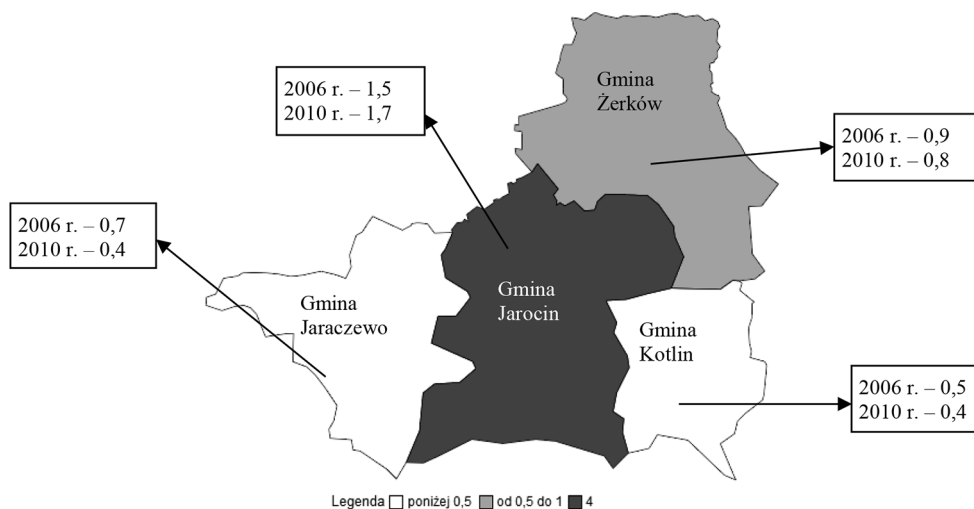 Gmina
Żerków
2006 r. – 1,5
2010 r. – 1,7
2006 r. – 0,9
2010 r. – 0,8
2006 r. – 0,7
2010 r. – 0,4
Gmina
Jaraczewo
Gmina
Jarocin
Gmina
Kotlin
2006 r. – 0,5
2010 r. – 0,4
Legenda poniżej 0,5 od 0,5 do 1 4